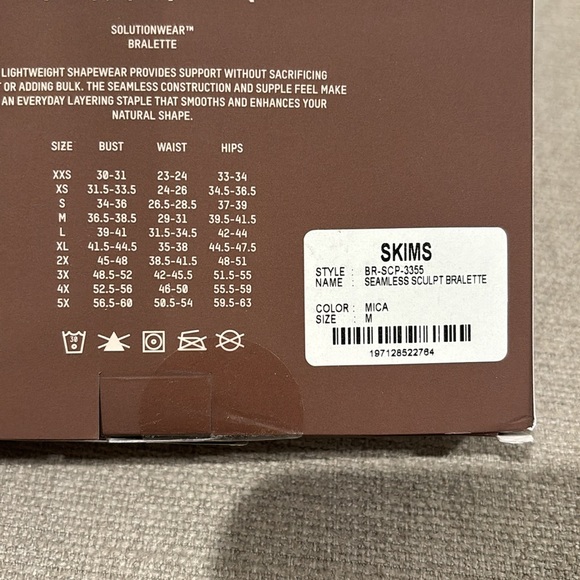 SOLUTIONWEAR™
BRALETTE
LIGHTWEIGHT SHAPEWEAR PROVIDES SUPPORT WITHOUT SACRIFICING
OR ADDING BULK. THE SEAMLESS CONSTRUCTION AND SUPPLE FEEL MAKE
AN EVERYDAY LAYERING STAPLE THAT SMOOTHS AND ENHANCES YOUR
NATURAL SHAPE.
SIZE BUST WAIST HIPS
XXS 30-31 23-24 33-34
XS 31.5-33.5 24-26 34.5-36.5
S 34-36 26.5-28.5 37-39
M 36.5-38.5 29-31 39.5-41.5
L 39-41 31.5-34.5 42-44
XL 41.5-44.5 35-38 44.5-47.5
2X 45-48 38.5-41.5 48-51
3X 48.5-52 42-45.5 51.5-55
4X 52.5-56 46-50 55.5-59
5X 56.5-60 50.5-54 59.5-63
30
SKIMS
STYLE : BR-SCP-3355
NAME : SEAMLESS SCULPT BRALETTE
COLOR : MICA
SIZE : M
197128522764